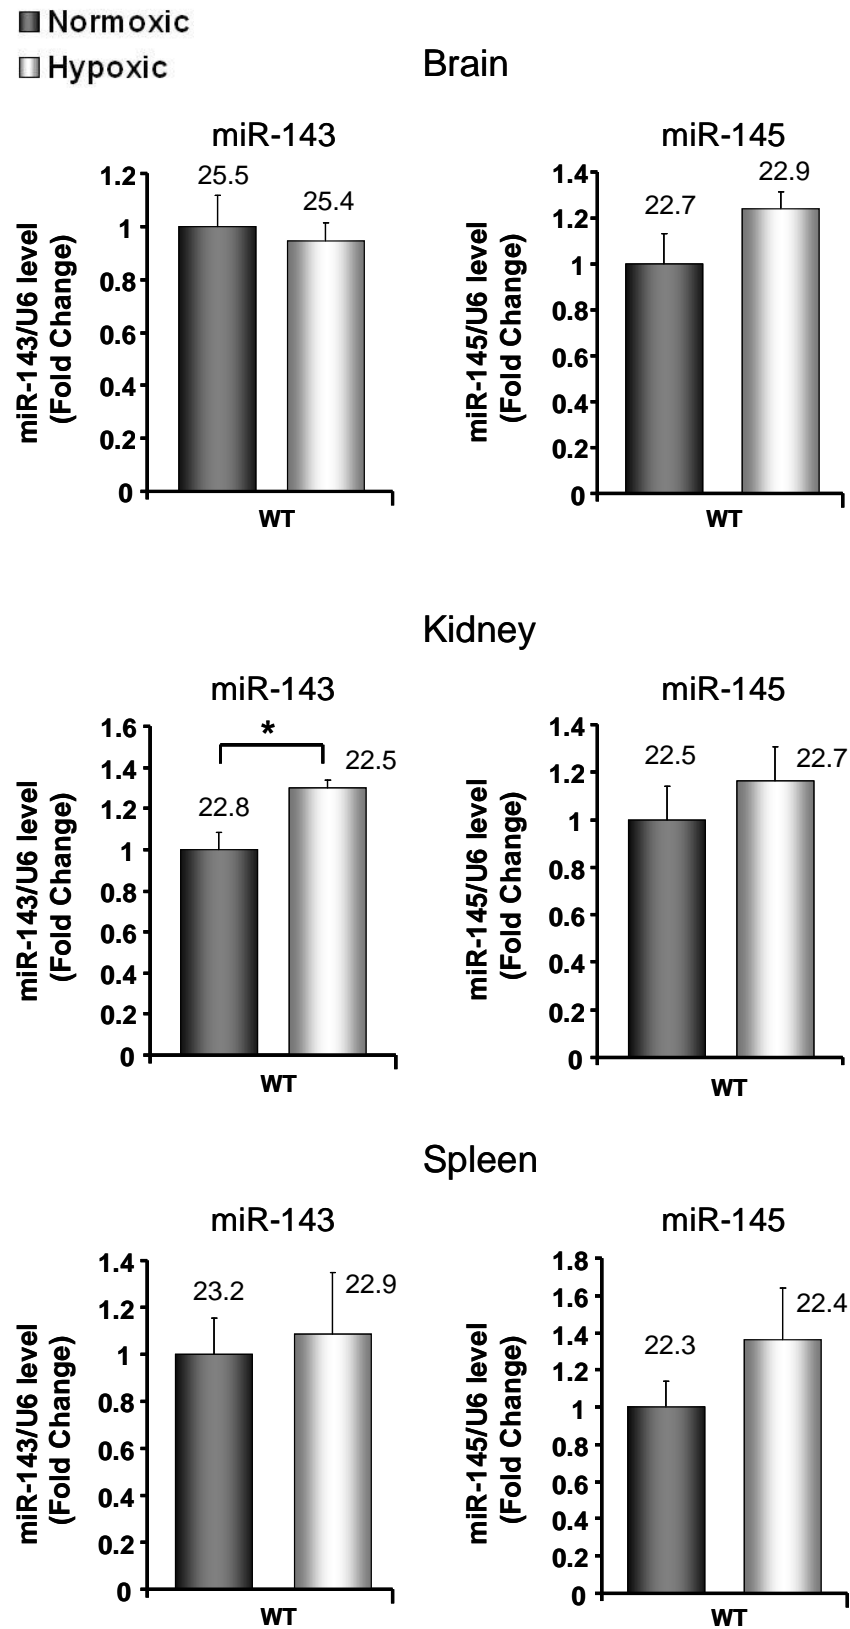 Normoxic
Hypoxic
Brain
miR-143
miR-143/U6 level
(Fold Change)
1.2
1
0.8
0.6
0.4
0.2
0
25.5
25.4
WT
miR-145
miR-145/U6 level
(Fold Change)
1.4
1.2
1
0.8
0.6
0.4
0.2
0
22.7
22.9
WT
Kidney
miR-143
miR-143/U6 level
(Fold Change)
1.6
1.4
1.2
1
0.8
0.6
0.4
0.2
0
*
22.8
22.5
WT
miR-145
miR-145/U6 level
(Fold Change)
1.4
1.2
1
0.8
0.6
0.4
0.2
0
22.5
22.7
WT
Spleen
miR-143
miR-143/U6 level
(Fold Change)
1.4
1.2
1
0.8
0.6
0.4
0.2
0
23.2
22.9
WT
miR-145
miR-145/U6 level
(Fold Change)
1.8
1.6
1.4
1.2
1
0.8
0.6
0.4
0.2
0
22.3
22.4
WT